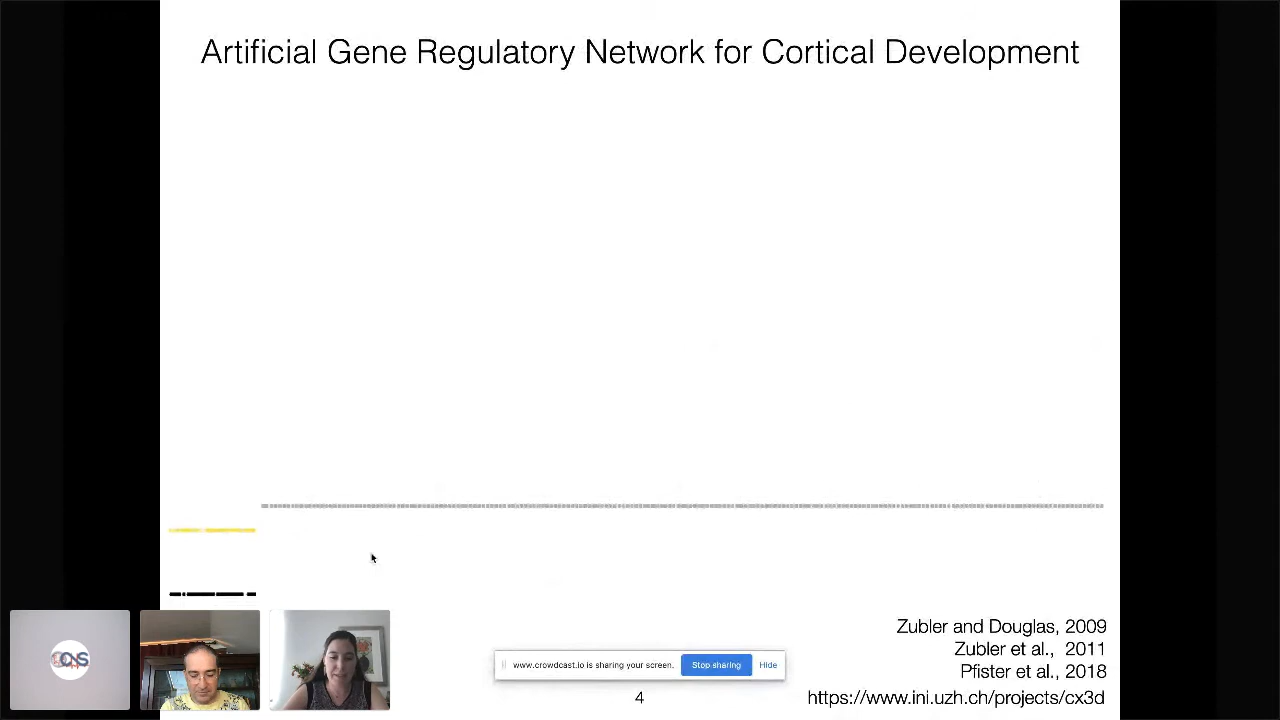 Artificial Gene Regulatory Network for Cortical Development
Zubler and Douglas, 2009
Zubler et al., 2011
Pfister et al., 2018
https://www.ini.uzh.ch/projects/cx3d
www.crowdcast.io is sharing your screen.
Stop sharing
Hide
4